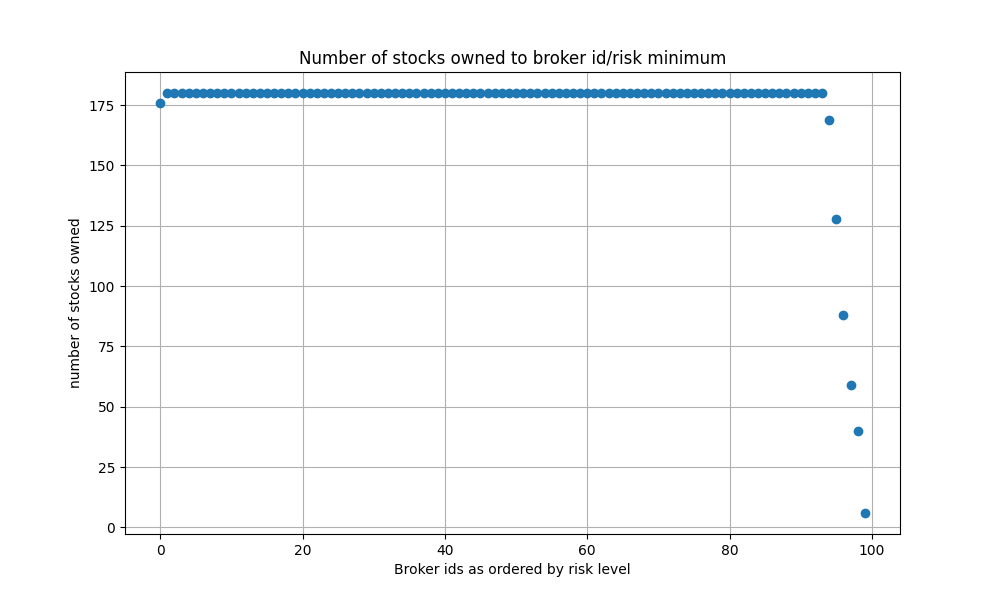 Number of stocks owned to broker id/risk minimum
number of stocks owned
175
150
125
100
75
50
25
0
0 20 40 60 80 100
Broker ids as ordered by risk level